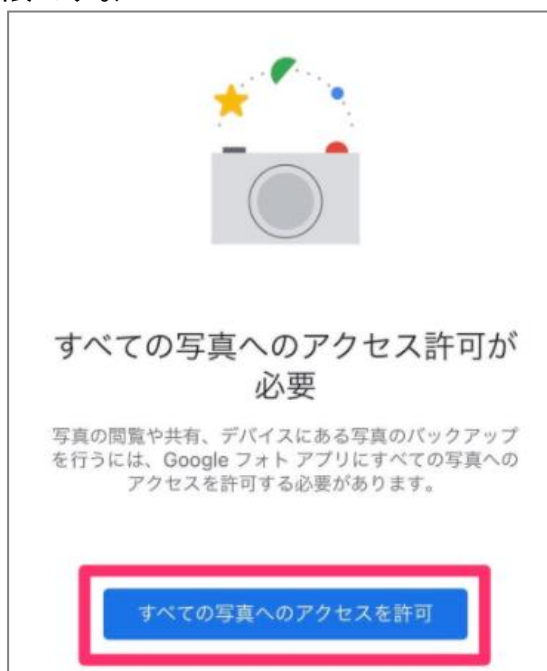 すべての写真へのアクセス許可が
必要
写真の閲覧や共有、デバイスにある写真のバックアップ
を行うには、Google フォト アプリにすべての写真への
アクセスを許可する必要があります。
すべての写真へのアクセスを許可